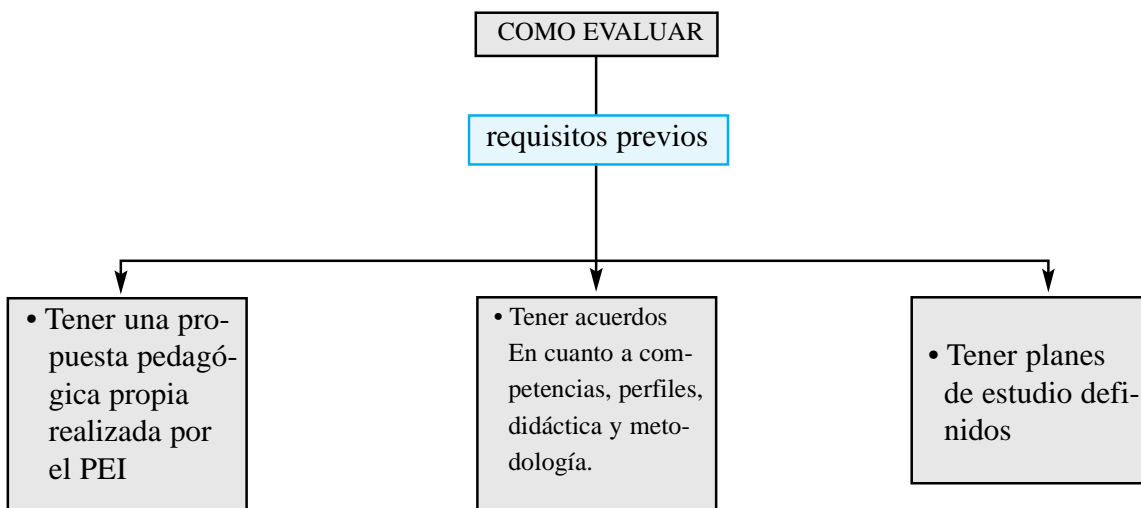 COMO EVALUAR
requisitos previos
• Tener una pro-
puesta pedagó-
gica propia
realizada por
el PEI
• Tener acuerdos
En cuanto a com-
petencias, perfiles,
didáctica y meto-
dología.
• Tener planes
de estudio defi-
nidos